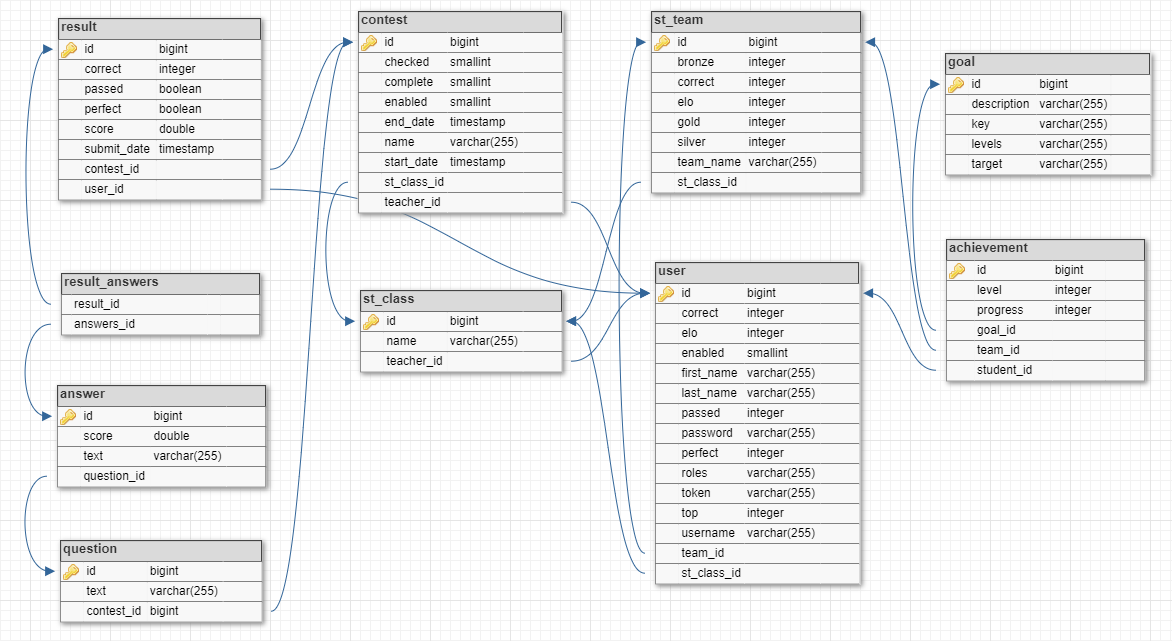 result
id bigint
correct integer
passed boolean
perfect boolean
score double
submit_date timestamp
contest_id
user_id
result_answers
result_id
answers_id
answer
id bigint
score double
text varchar(255)
question_id
question
id bigint
text varchar(255)
contest_id bigint
contest
id bigint
checked smallint
complete smallint
enabled smallint
end_date timestamp
name varchar(255)
start_date timestamp
st_class_id
teacher_id
st_class
id bigint
name varchar(255)
teacher_id
st_team
id bigint
bronze integer
correct integer
elo integer
gold integer
silver integer
team_name varchar(255)
st_class_id
user
id bigint
correct integer
elo integer
enabled smallint
first_name varchar(255)
last_name varchar(255)
passed integer
password varchar(255)
perfect integer
roles varchar(255)
token varchar(255)
top integer
username varchar(255)
team_id
st_class_id
goal
id bigint
description varchar(255)
key varchar(255)
levels varchar(255)
target varchar(255)
achievement
id bigint
level integer
progress integer
goal_id
team_id
student_id